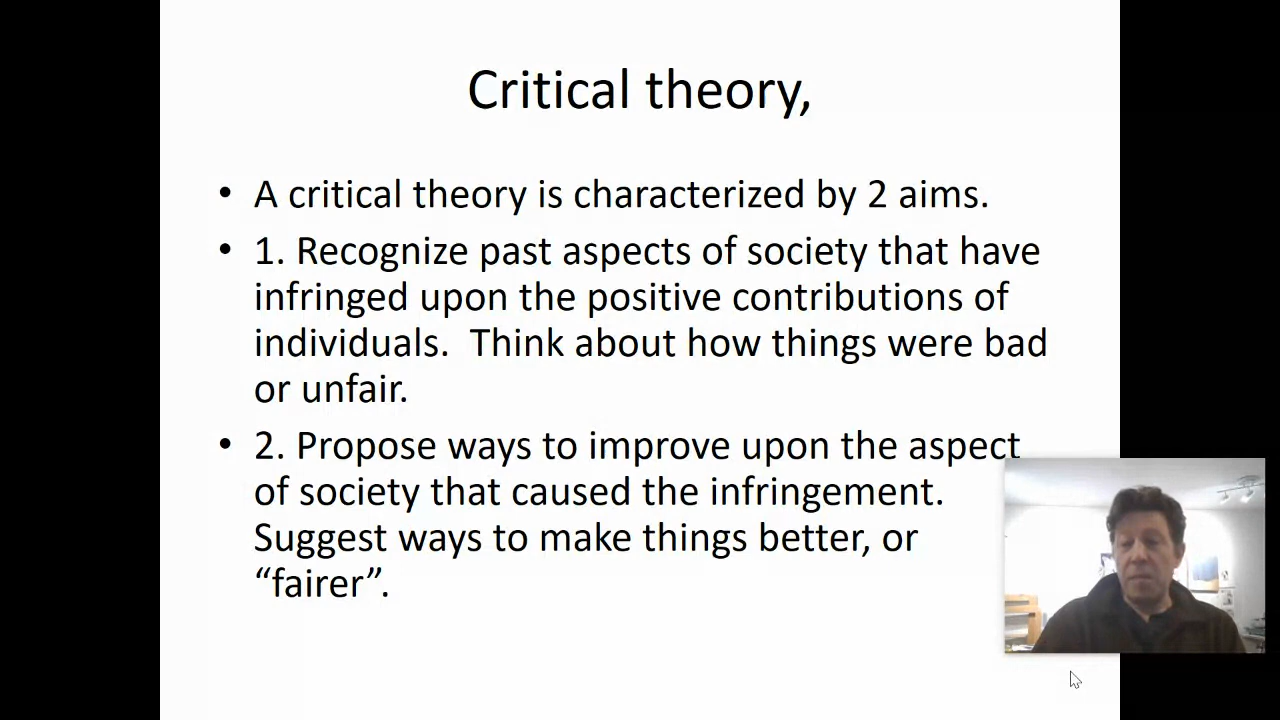 Critical theory,
• A critical theory is characterized by 2 aims.
• 1. Recognize past aspects of society that have
infringed upon the positive contributions of
individuals.  Think about how things were bad
or unfair.
• 2. Propose ways to improve upon the aspect
of society that caused the infringement.
Suggest ways to make things better, or
“fairer”.